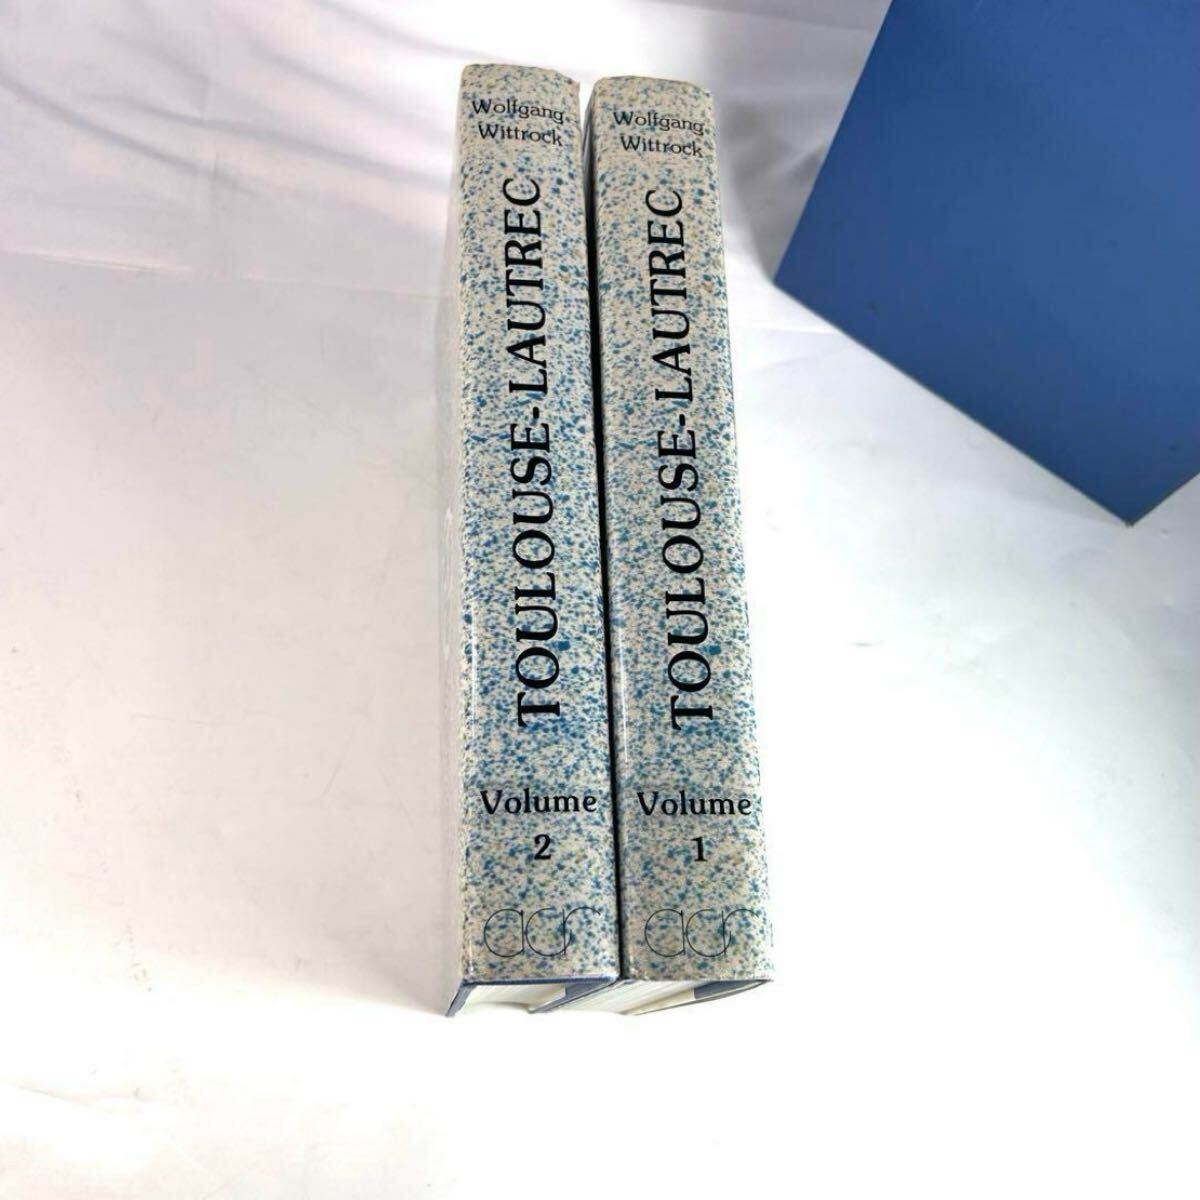 Wolfgang
Wittrock
TOULOUSE-LAUTREC
Volume
2
acr
Wolfgang
Wittrock
TOULOUSE-LAUTREC
Volume
1
acr